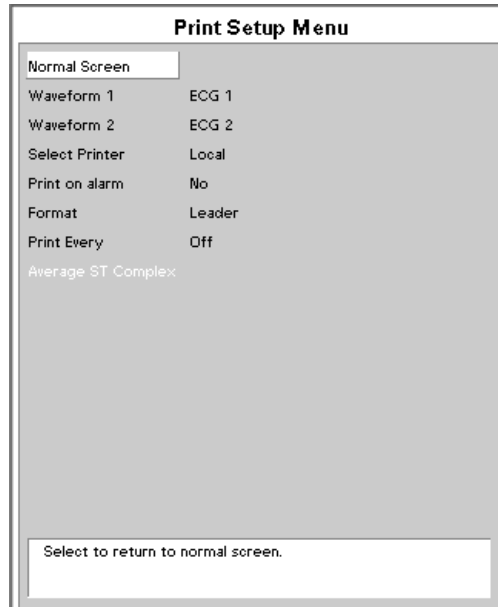 Print Setup Menu
Normal Screen
Waveform 1 ECG 1
Waveform 2 ECG 2
Select Printer Local
Print on alarm No
Format Leader
Print Every Off
Average ST Complex
Select to return to normal screen.